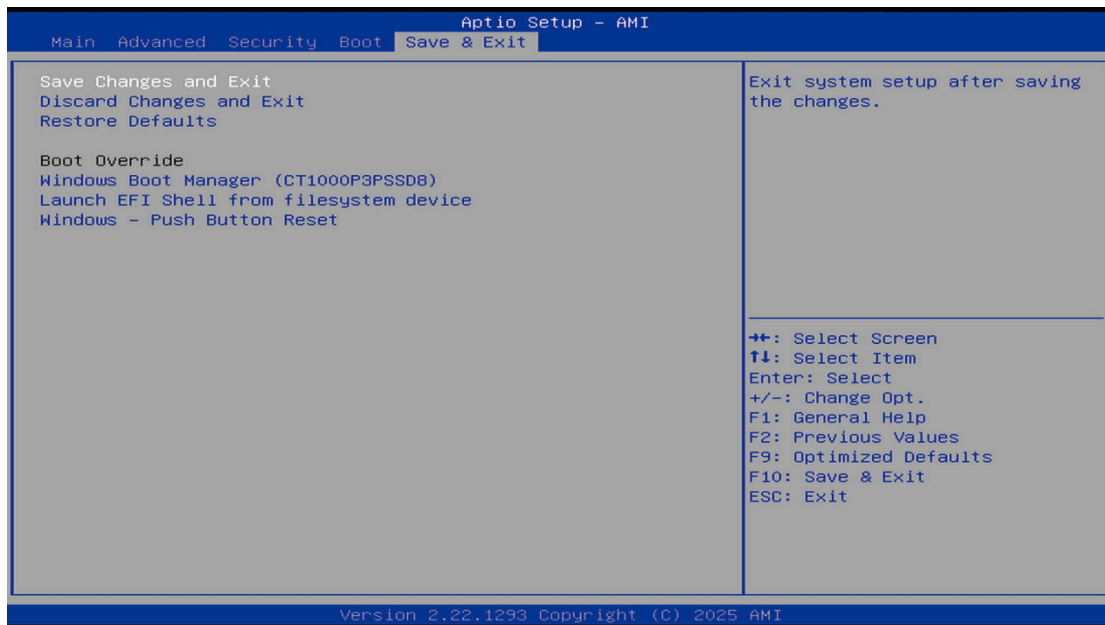 Aptio Setup – AMI
Main Advanced Security Boot Save & Exit
Save Changes and Exit
Discard Changes and Exit
Restore Defaults
Boot Override
Windows Boot Manager (CT1000P3PSSD8)
Launch EFI Shell from filesystem device
Windows – Push Button Reset
Exit system setup after saving
the changes.
→←: Select Screen
↑↓: Select Item
Enter: Select
+/-: Change Opt.
F1: General Help
F2: Previous Values
F9: Optimized Defaults
F10: Save & Exit
ESC: Exit
Version 2.22.1293 Copyright (C) 2025 AMI